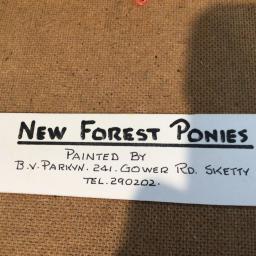 NEW FOREST PONIES
PAINTED BY
B.V. PARKYN. 241. GOWER RD. SKETTY
TEL. 290202.